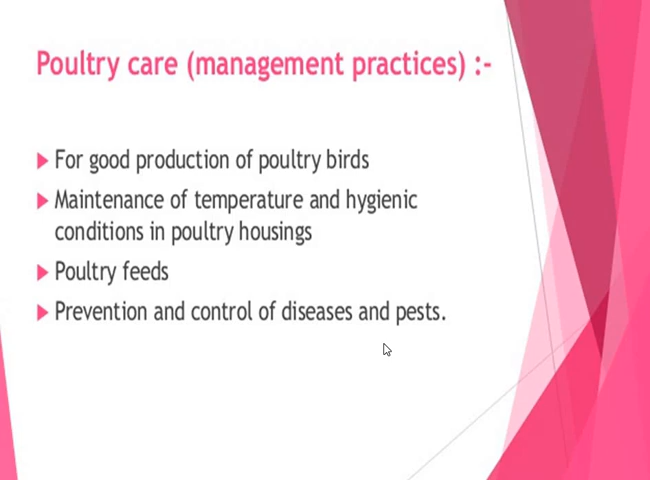 Poultry care (management practices) :-
For good production of poultry birds
Maintenance of temperature and hygienic
conditions in poultry housings
Poultry feeds
Prevention and control of diseases and pests.